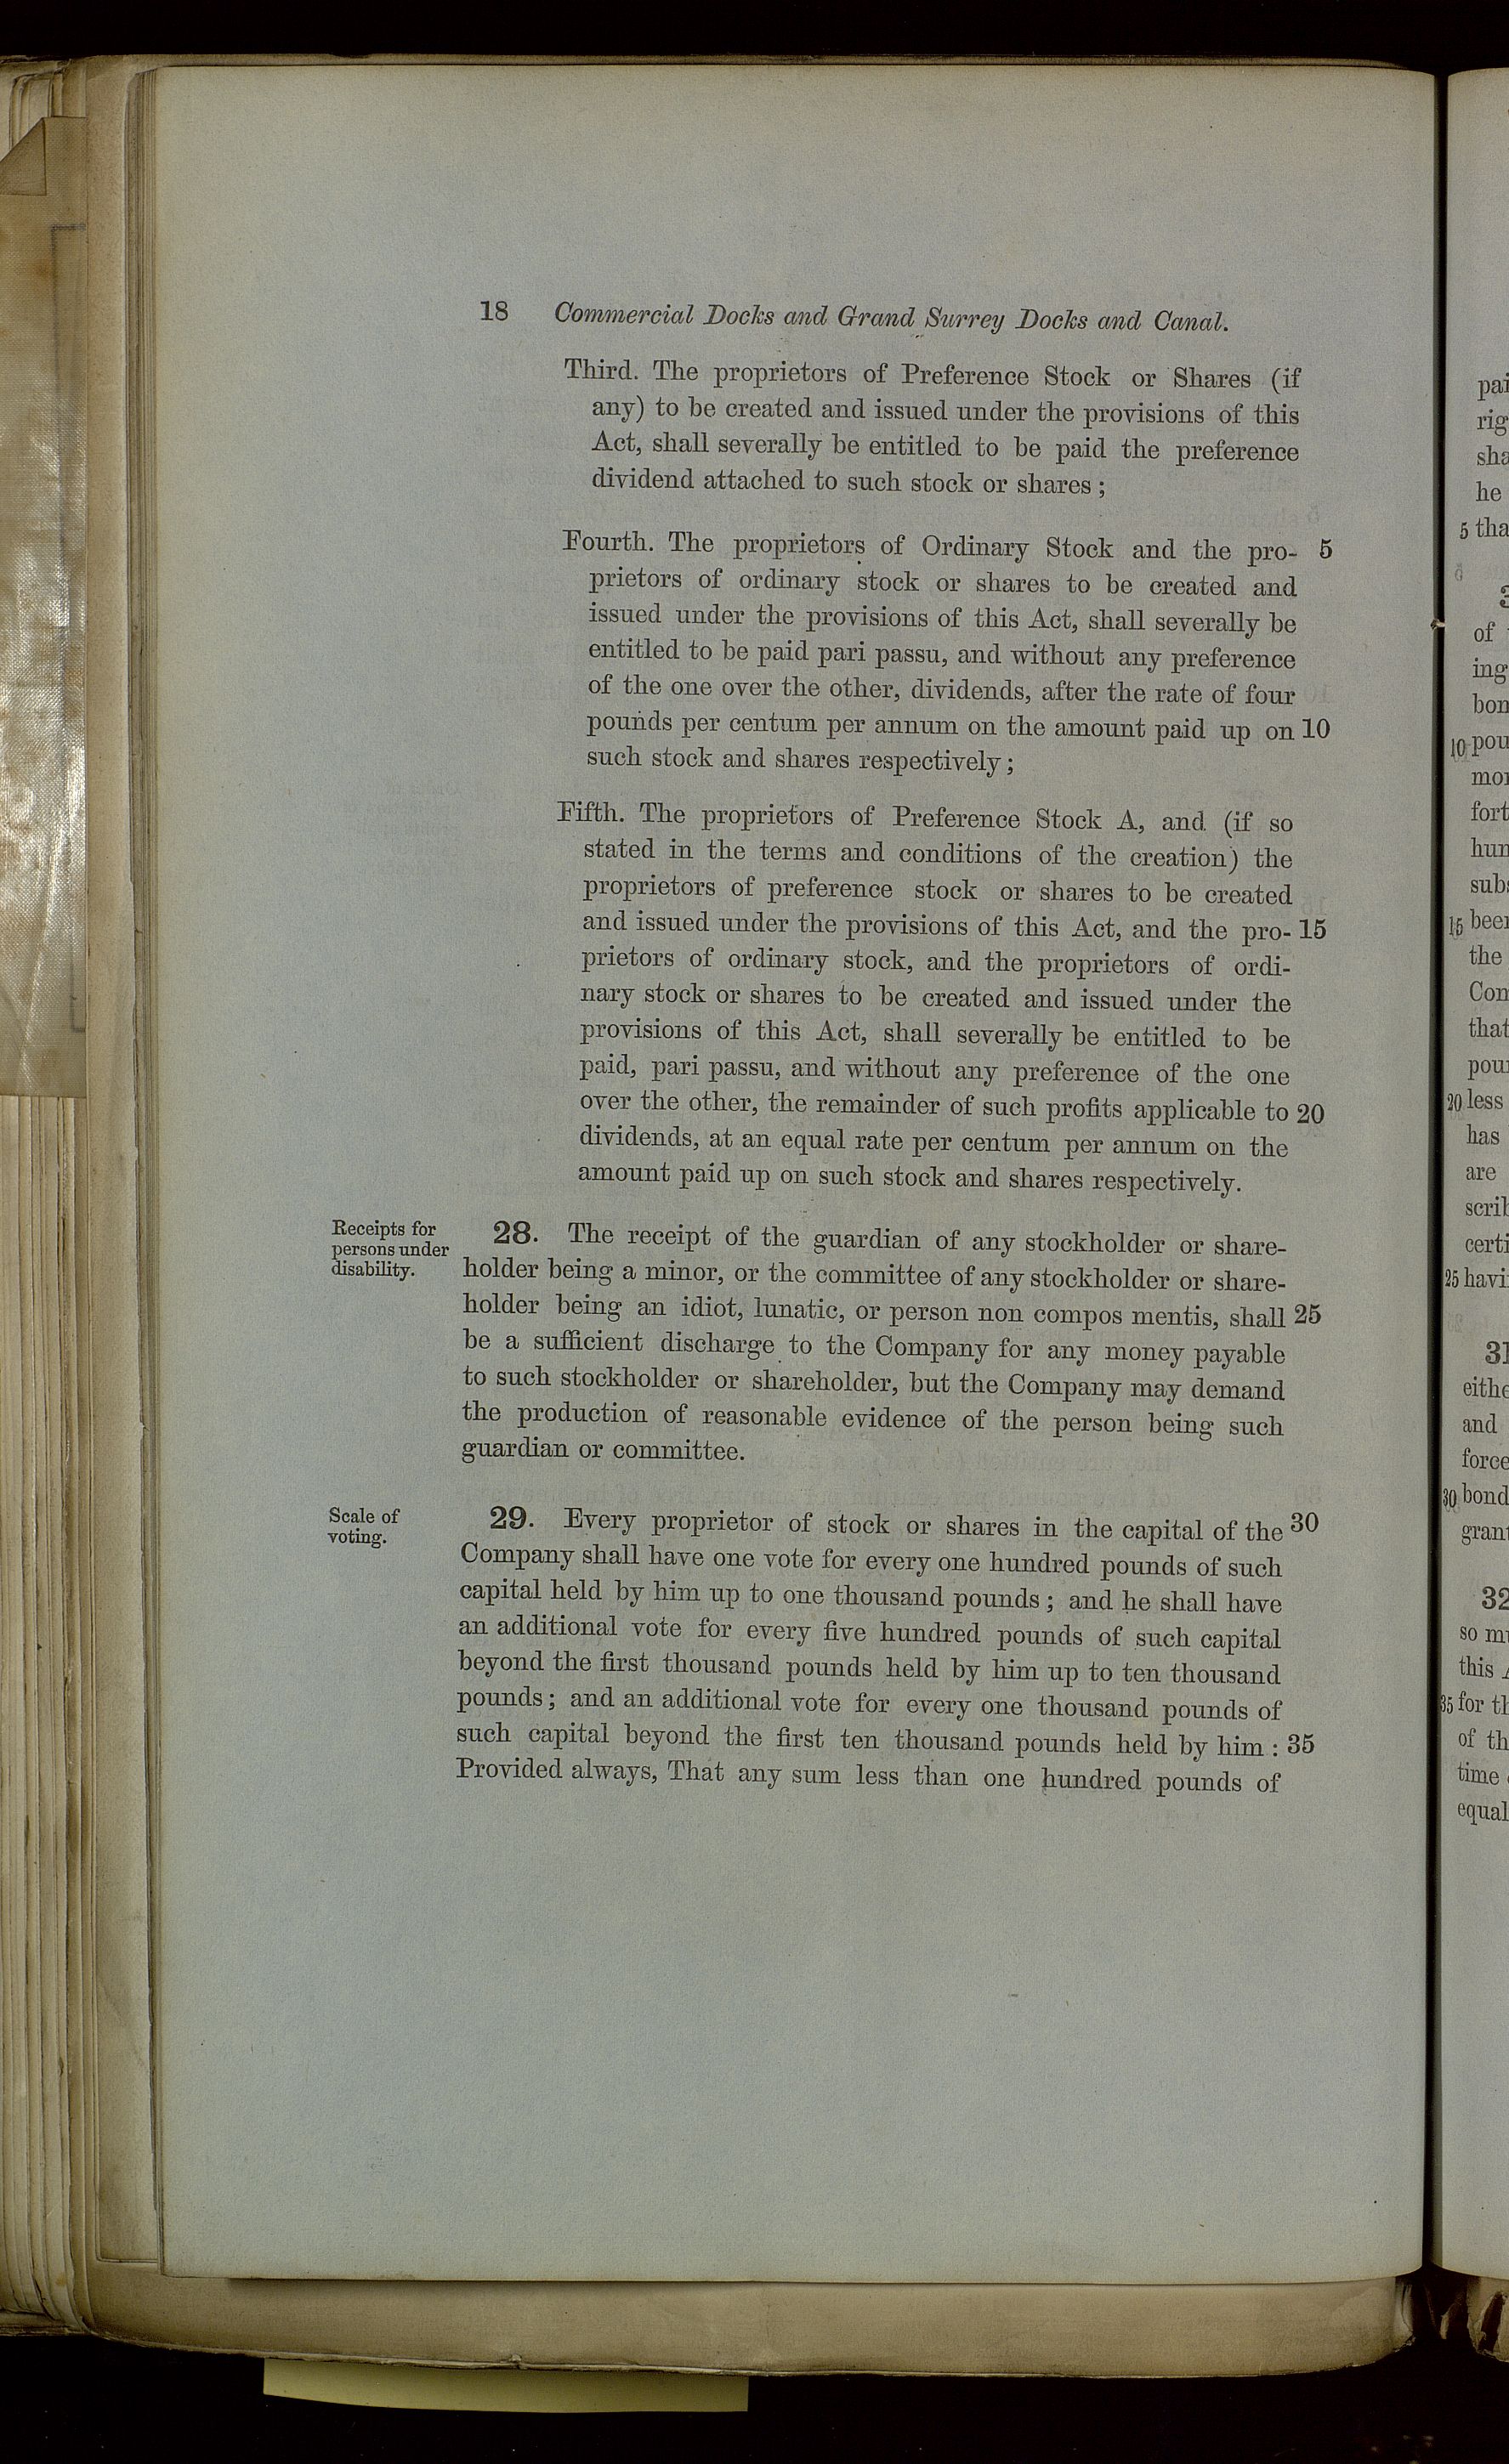 18 Commercial Docks and Grand Surrey Docks and Canal.
Third. The proprietors of Preference Stock or Shares (if
any) to be created and issued under the provisions of this
Act, shall severally be entitled to be paid the preference
dividend attached to such stock or shares ;
Fourth. The proprietors of Ordinary Stock and the pro- 5
prietors of ordinary stock or shares to be created and
issued under the provisions of this Act, shall severally be
entitled to be paid pari passu, and without any preference
of the one over the other, dividends, after the rate of four
pounds per centum per annum on the amount paid up on 10
such stock and shares respectively ;
Fifth. The proprietors of Preference Stock A, and (if so
stated in the terms and conditions of the creation) the
proprietors of preference stock or shares to be created
and issued under the provisions of this Act, and the pro- 15
prietors of ordinary stock, and the proprietors of ordi-
nary stock or shares to be created and issued under the
provisions of this Act, shall severally be entitled to be
paid, pari passu, and without any preference of the one
over the other, the remainder of such profits applicable to 20
dividends, at an equal rate per centum per annum on the
amount paid up on such stock and shares respectively.
Receipts for
persons under
disability.
28. The receipt of the guardian of any stockholder or share-
holder being a minor, or the committee of any stockholder or share-
holder being an idiot, lunatic, or person non compos mentis, shall 25
be a sufficient discharge to the Company for any money payable
to such stockholder or shareholder, but the Company may demand
the production of reasonable evidence of the person being such
guardian or committee.
Scale of
voting.
29. Every proprietor of stock or shares in the capital of the 30
Company shall have one vote for every one hundred pounds of such
capital held by him up to one thousand pounds ; and he shall have
an additional vote for every five hundred pounds of such capital
beyond the first thousand pounds held by him up to ten thousand
pounds ; and an additional vote for every one thousand pounds of
such capital beyond the first ten thousand pounds held by him : 35
Provided always, That any sum less than one hundred pounds of
he
5
of
10
15
the
that
20 less
has
are
25
and
30
32
this
35
time